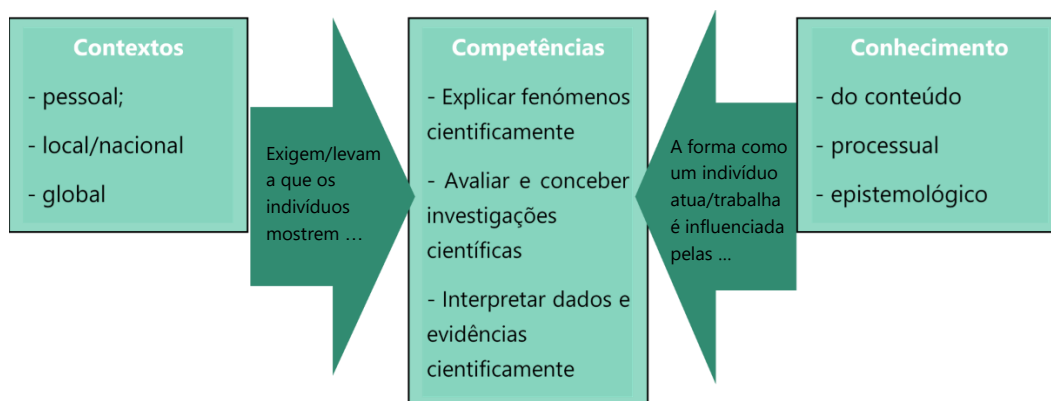 Contextos
- pessoal;
- local/nacional
- global
Exigem/levam
a que os
indivíduos
mostrem ...
Competências
- Explicar fenómenos
cientificamente
- Avaliar e conceber
investigações
científicas
- Interpretar dados e
evidências
cientificamente
A forma como
um indivíduo
atua/trabalha
é influenciada
pelas ...
Conhecimento
- do conteúdo
- processual
- epistemológico